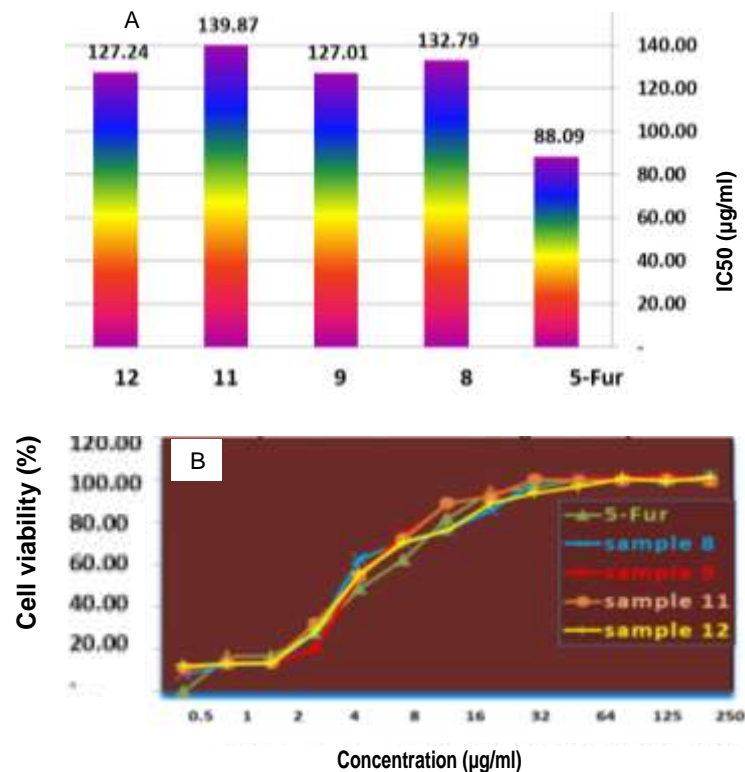 A
139.87
127.24
127.01
132.79
88.09
140.00
120.00
100.00
80.00
60.00
40.00
20.00
-
IC50 (µg/ml)
12 11 9 8 5-Fur
B
120.00
100.00
80.00
60.00
40.00
20.00
-
Cell viability (%)
5-Fur
sample 8
sample 9
sample 11
sample 12
0.5 1 2 4 8 16 32 64 125 250
Concentration (µg/ml)